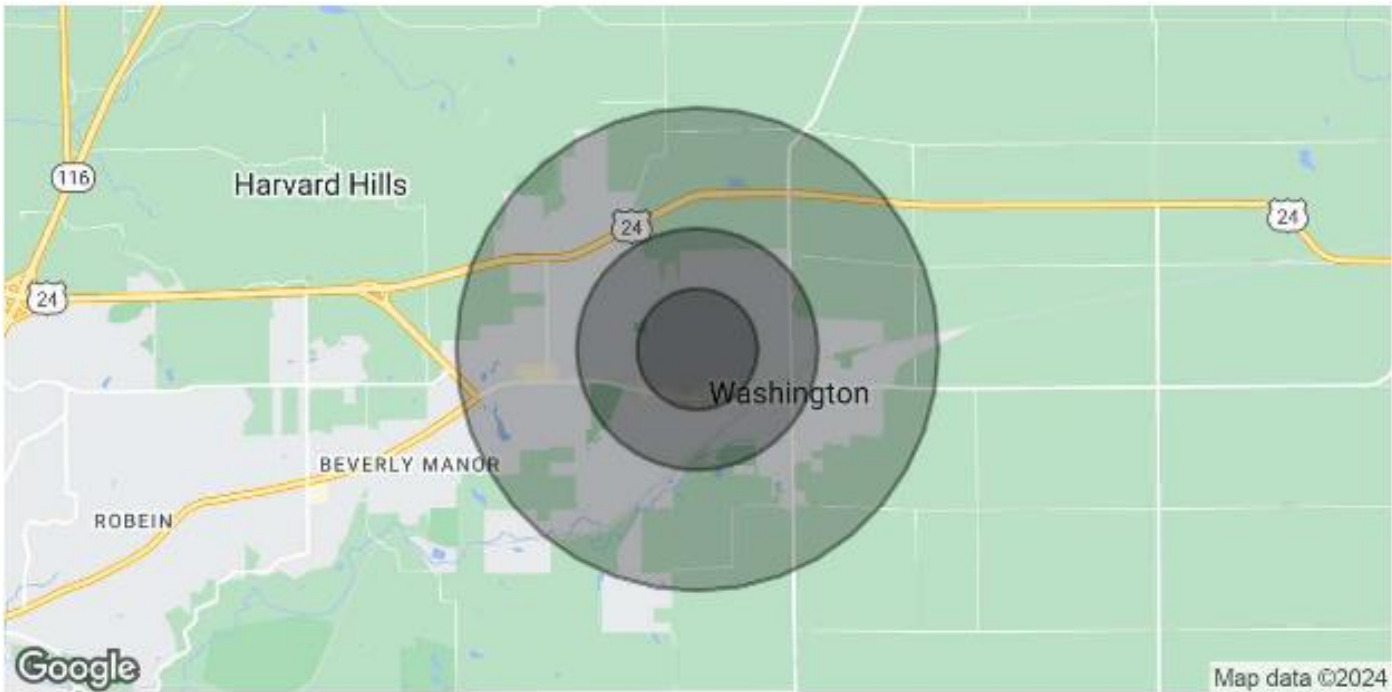 116
Harvard Hills
24
24
24
Washington
BEVERLY MANOR
ROBEIN
Google
Map data ©2024